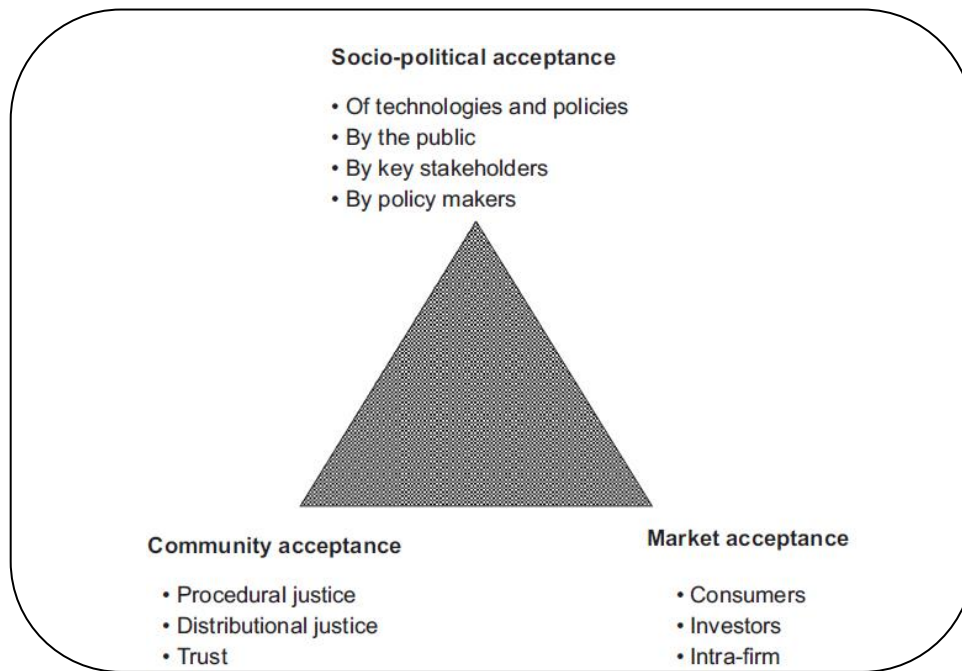 Socio-political acceptance
• Of technologies and policies
• By the public
• By key stakeholders
• By policy makers
Community acceptance
• Procedural justice
• Distributional justice
• Trust
Market acceptance
• Consumers
• Investors
• Intra-firm